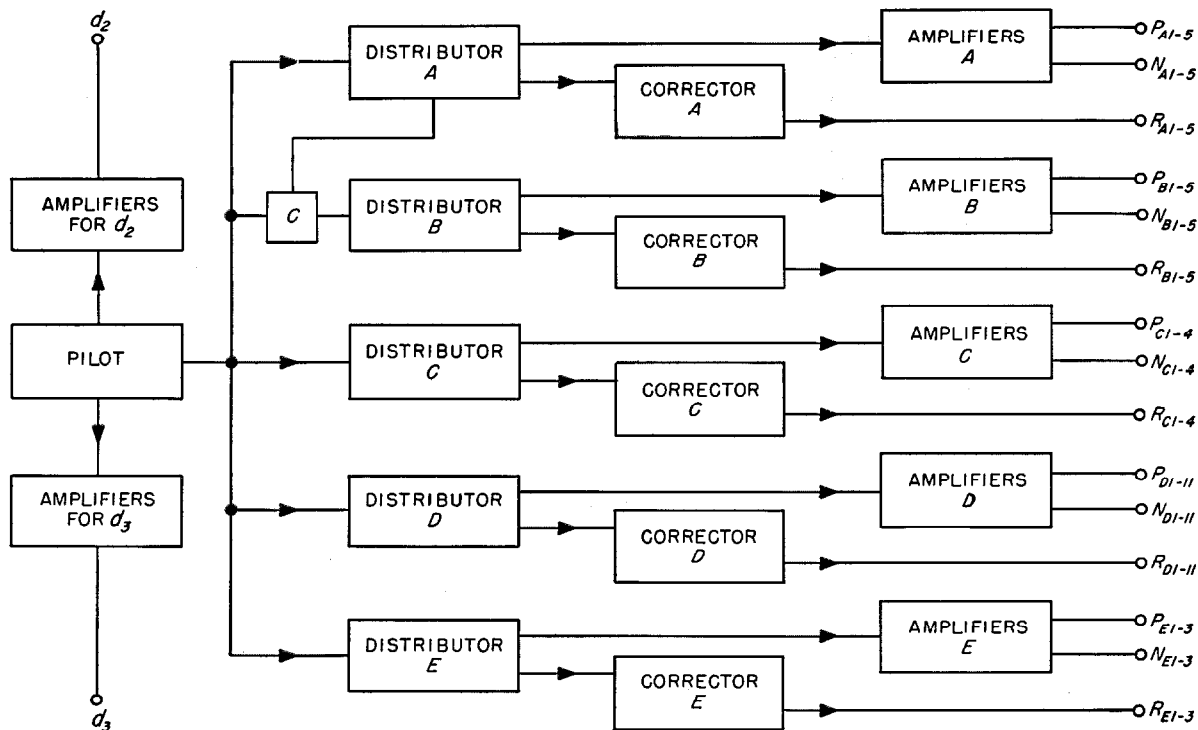 d2
AMPLIFIERS
FOR d2
PILOT
AMPLIFIERS
FOR d3
d3
DISTRIBUTOR
A
CORRECTOR
A
AMPLIFIERS
A
PA1-5
NA1-5
RA1-5
C
DISTRIBUTOR
B
CORRECTOR
B
AMPLIFIERS
B
PB1-5
NB1-5
RB1-5
DISTRIBUTOR
C
CORRECTOR
C
AMPLIFIERS
C
PC1-4
NC1-4
RC1-4
DISTRIBUTOR
D
CORRECTOR
D
AMPLIFIERS
D
PD1-11
ND1-11
RD1-11
DISTRIBUTOR
E
CORRECTOR
E
AMPLIFIERS
E
PE1-3
NE1-3
RE1-3